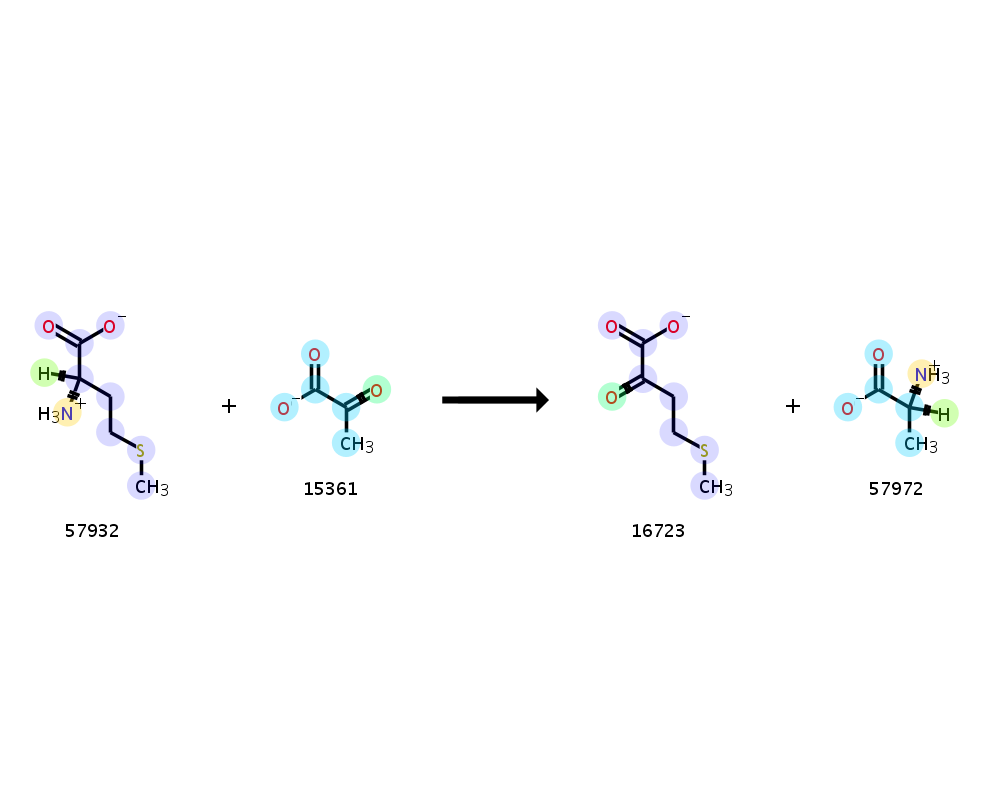 O O⁻
H
H₃N⁺
S
CH₃
57932
+
O
O⁻ O
CH₃
15361
O O⁻
O
S
CH₃
16723
+
O
NH₃⁺
O⁻ H
CH₃
57972